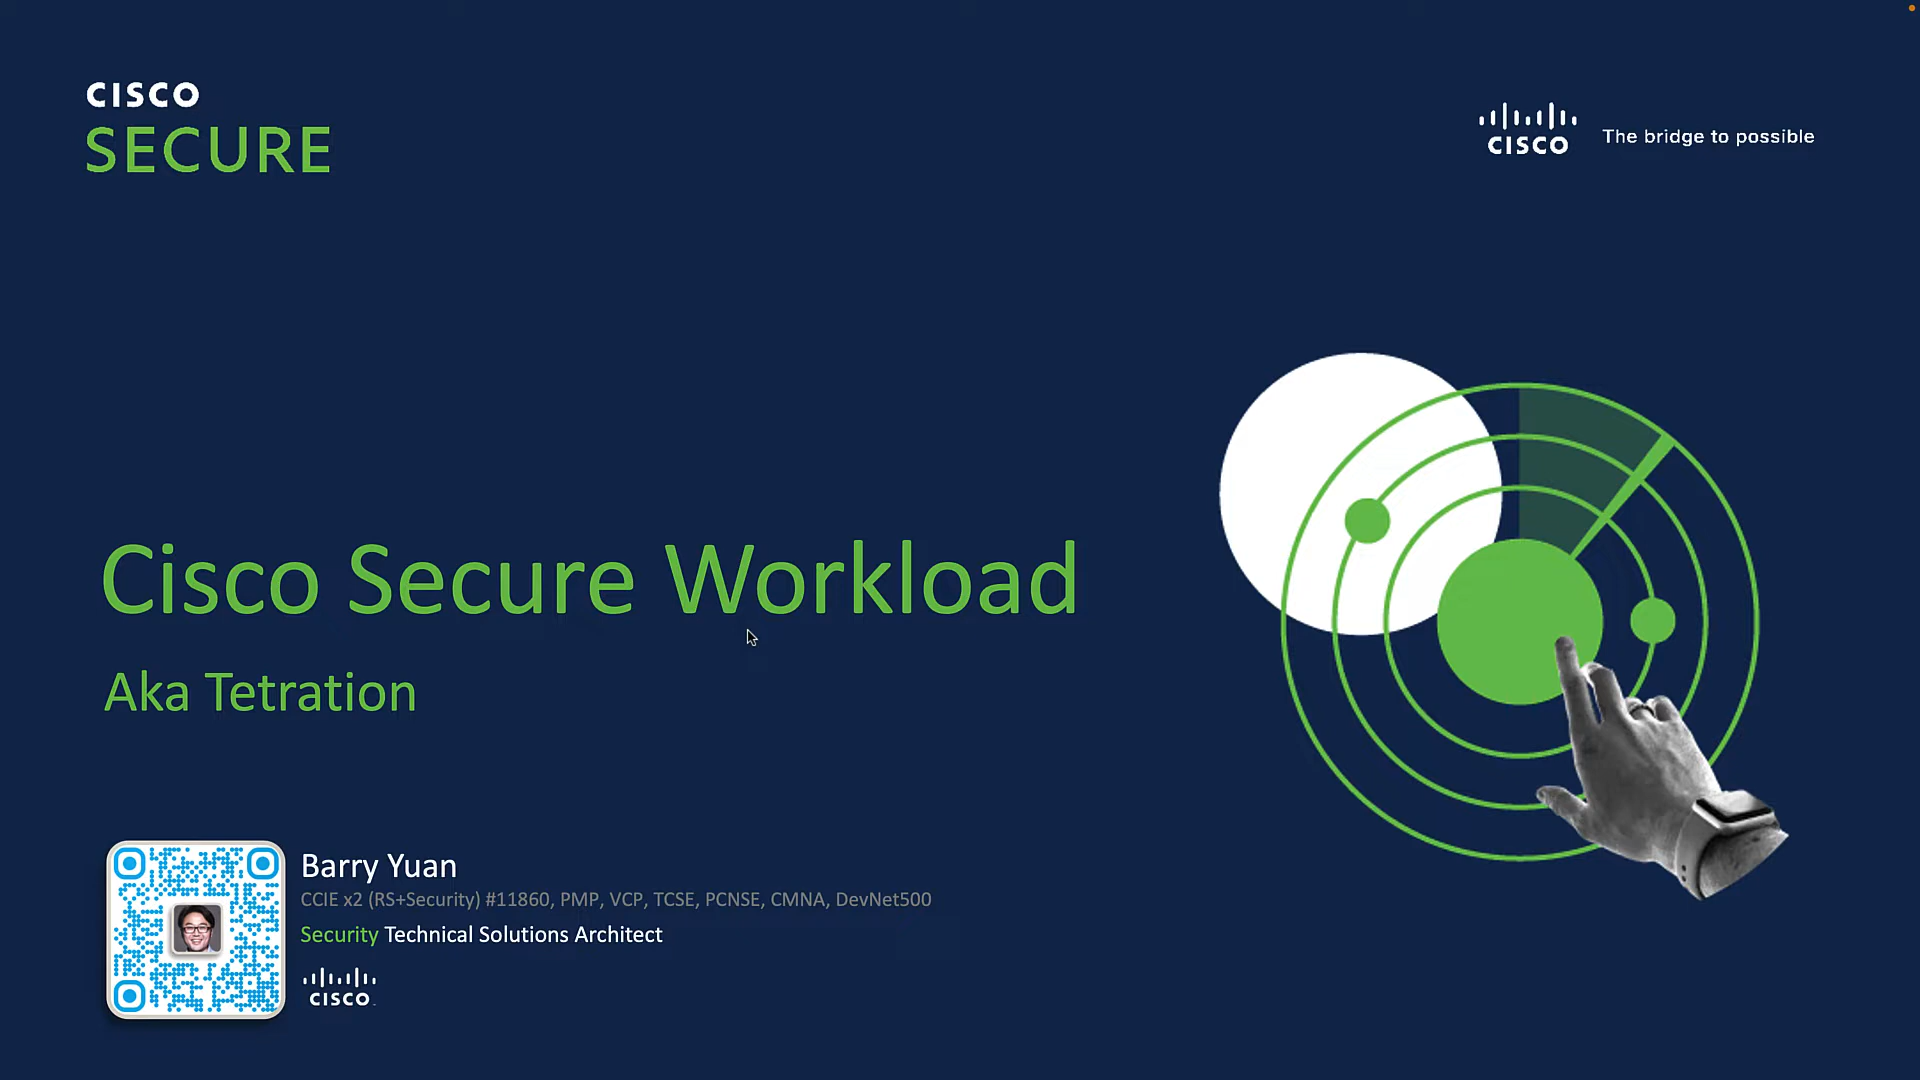 CISCO
SECURE
CISCO
The bridge to possible
Cisco Secure Workload
Aka Tetration
Barry Yuan
CCIE x2 (RS+Security) #11860, PMP, VCP, TCSE, PCNSE, CMNA, DevNet500
Security Technical Solutions Architect
CISCO